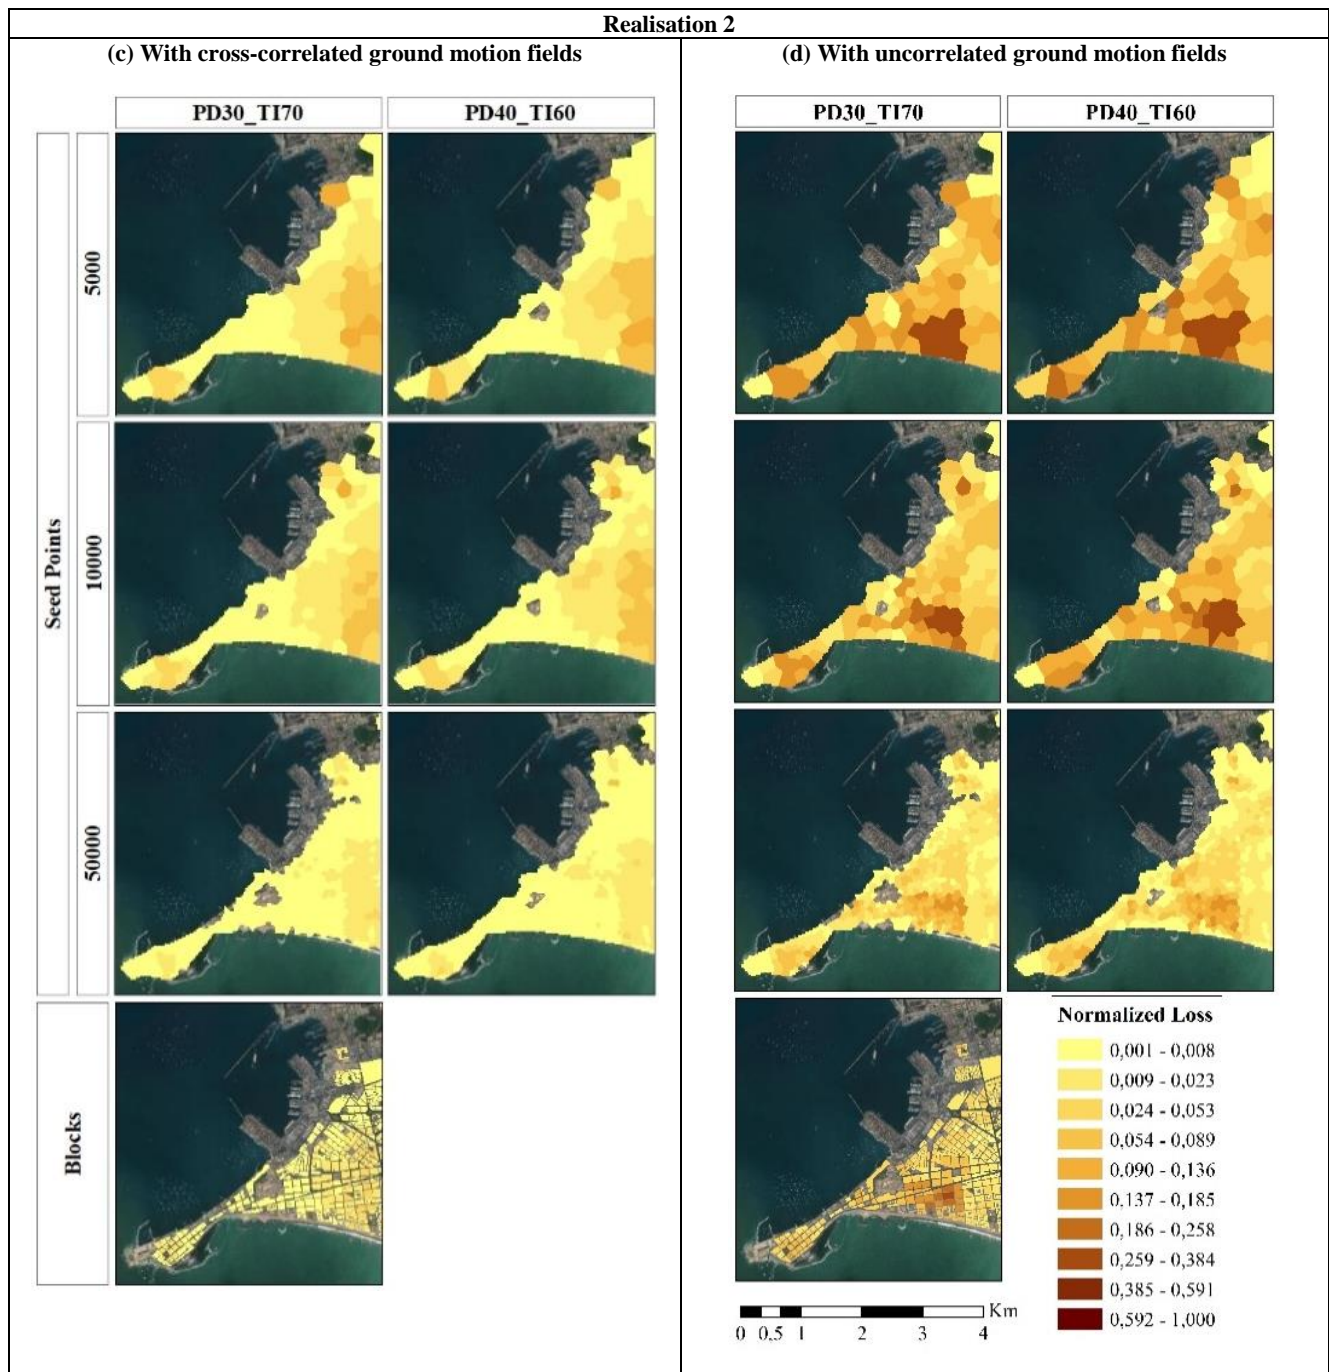 Realisation 2
(c) With cross-correlated ground motion fields
(d) With uncorrelated ground motion fields
PD30_TI70
PD40_TI60
PD30_TI70
PD40_TI60
Seed Points
5000
10000
50000
Blocks
Normalized Loss
0,001 - 0,008
0,009 - 0,023
0,024 - 0,053
0,054 - 0,089
0,090 - 0,136
0,137 - 0,185
0,186 - 0,258
0,259 - 0,384
0,385 - 0,591
0,592 - 1,000
Km
0 0,5 1 2 3 4